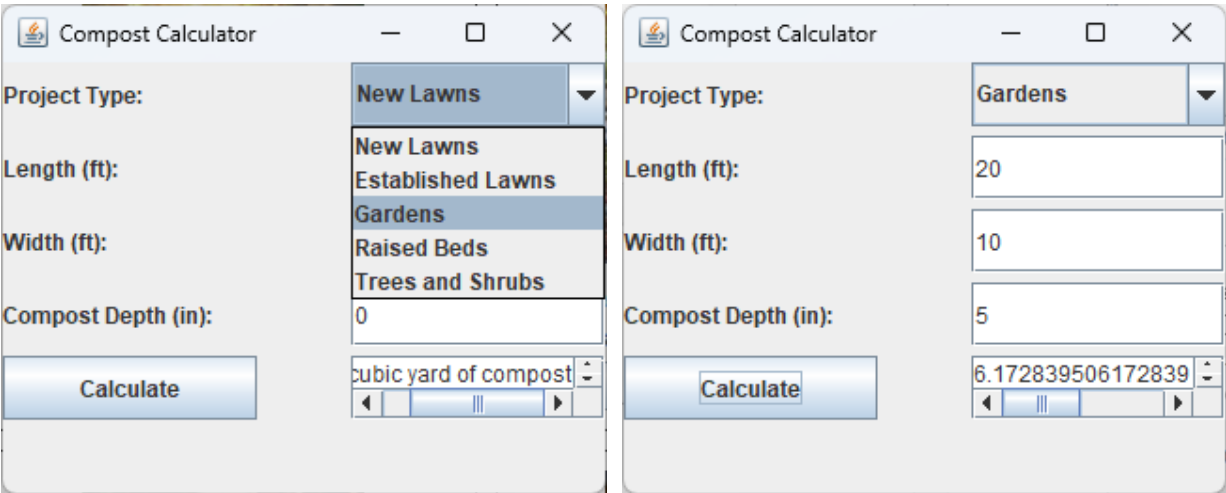 Compost Calculator
Project Type:
New Lawns
New Lawns
Established Lawns
Gardens
Raised Beds
Trees and Shrubs
Length (ft):
Width (ft):
Compost Depth (in):
0
Calculate
cubic yard of compost
Compost Calculator
Project Type:
Gardens
Length (ft):
20
Width (ft):
10
Compost Depth (in):
5
Calculate
6.172839506172839